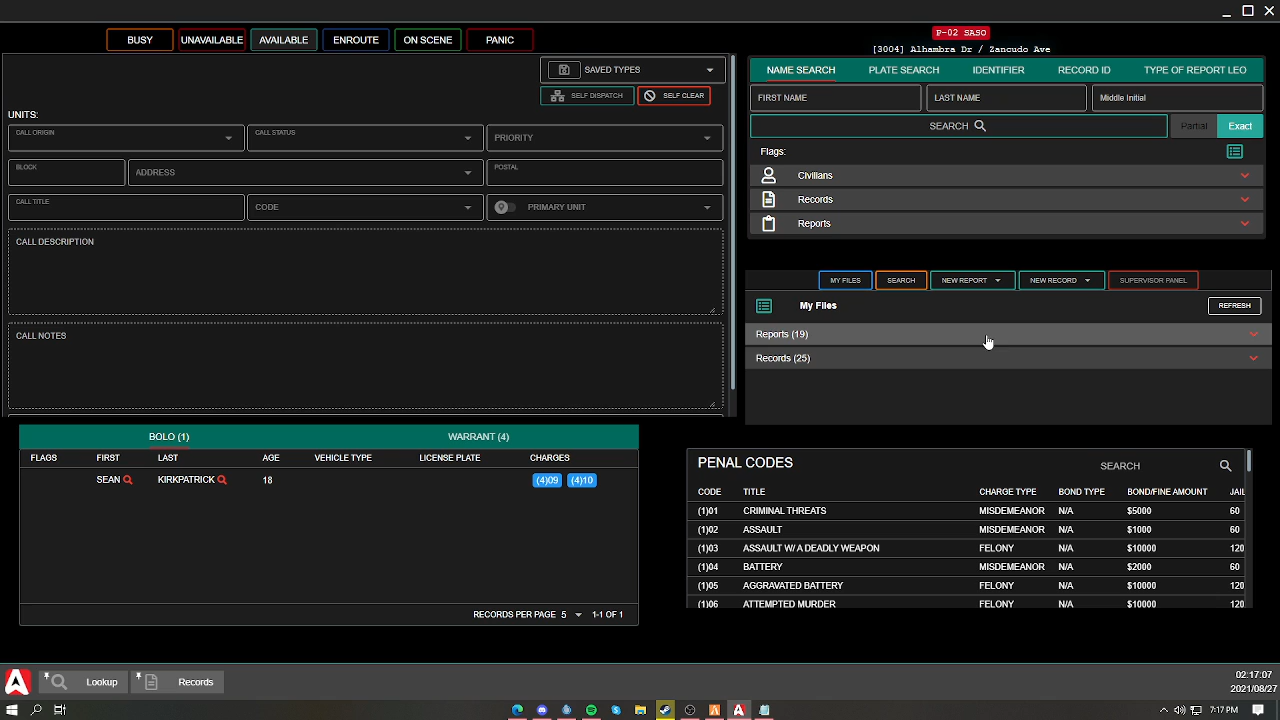 BUSY UNAVAILABLE AVAILABLE ENROUTE ON SCENE PANIC
P-02 SASO
[3004] Alhambra Dr / Zancudo Ave
SAVED TYPES
SELF DISPATCH SELF CLEAR
UNITS:
CALL ORIGIN CALL STATUS PRIORITY
BLOCK ADDRESS POSTAL
CALL TITLE CODE PRIMARY UNIT
CALL DESCRIPTION
CALL NOTES
NAME SEARCH PLATE SEARCH IDENTIFIER RECORD ID TYPE OF REPORT LEO
FIRST NAME LAST NAME Middle Initial
SEARCH Partial Exact
Flags:
Civilians
Records
Reports
MY FILES SEARCH NEW REPORT NEW RECORD SUPERVISOR PANEL
My Files REFRESH
Reports (19)
Records (25)
BOLO (1) WARRANT (4)
FLAGS FIRST LAST AGE VEHICLE TYPE LICENSE PLATE CHARGES
SEAN KIRKPATRICK 18 (4)09 (4)10
RECORDS PER PAGE 5 1-1 OF 1
PENAL CODES SEARCH
CODE TITLE CHARGE TYPE BOND TYPE BOND/FINE AMOUNT JAIL
(1)01 CRIMINAL THREATS MISDEMEANOR N/A $5000 60
(1)02 ASSAULT MISDEMEANOR N/A $1000 60
(1)03 ASSAULT W/ A DEADLY WEAPON FELONY N/A $10000 120
(1)04 BATTERY MISDEMEANOR N/A $2000 60
(1)05 AGGRAVATED BATTERY FELONY N/A $10000 120
(1)06 ATTEMPTED MURDER FELONY N/A $10000 120
Lookup Records
02:17:07
2021/08/27
7:17 PM